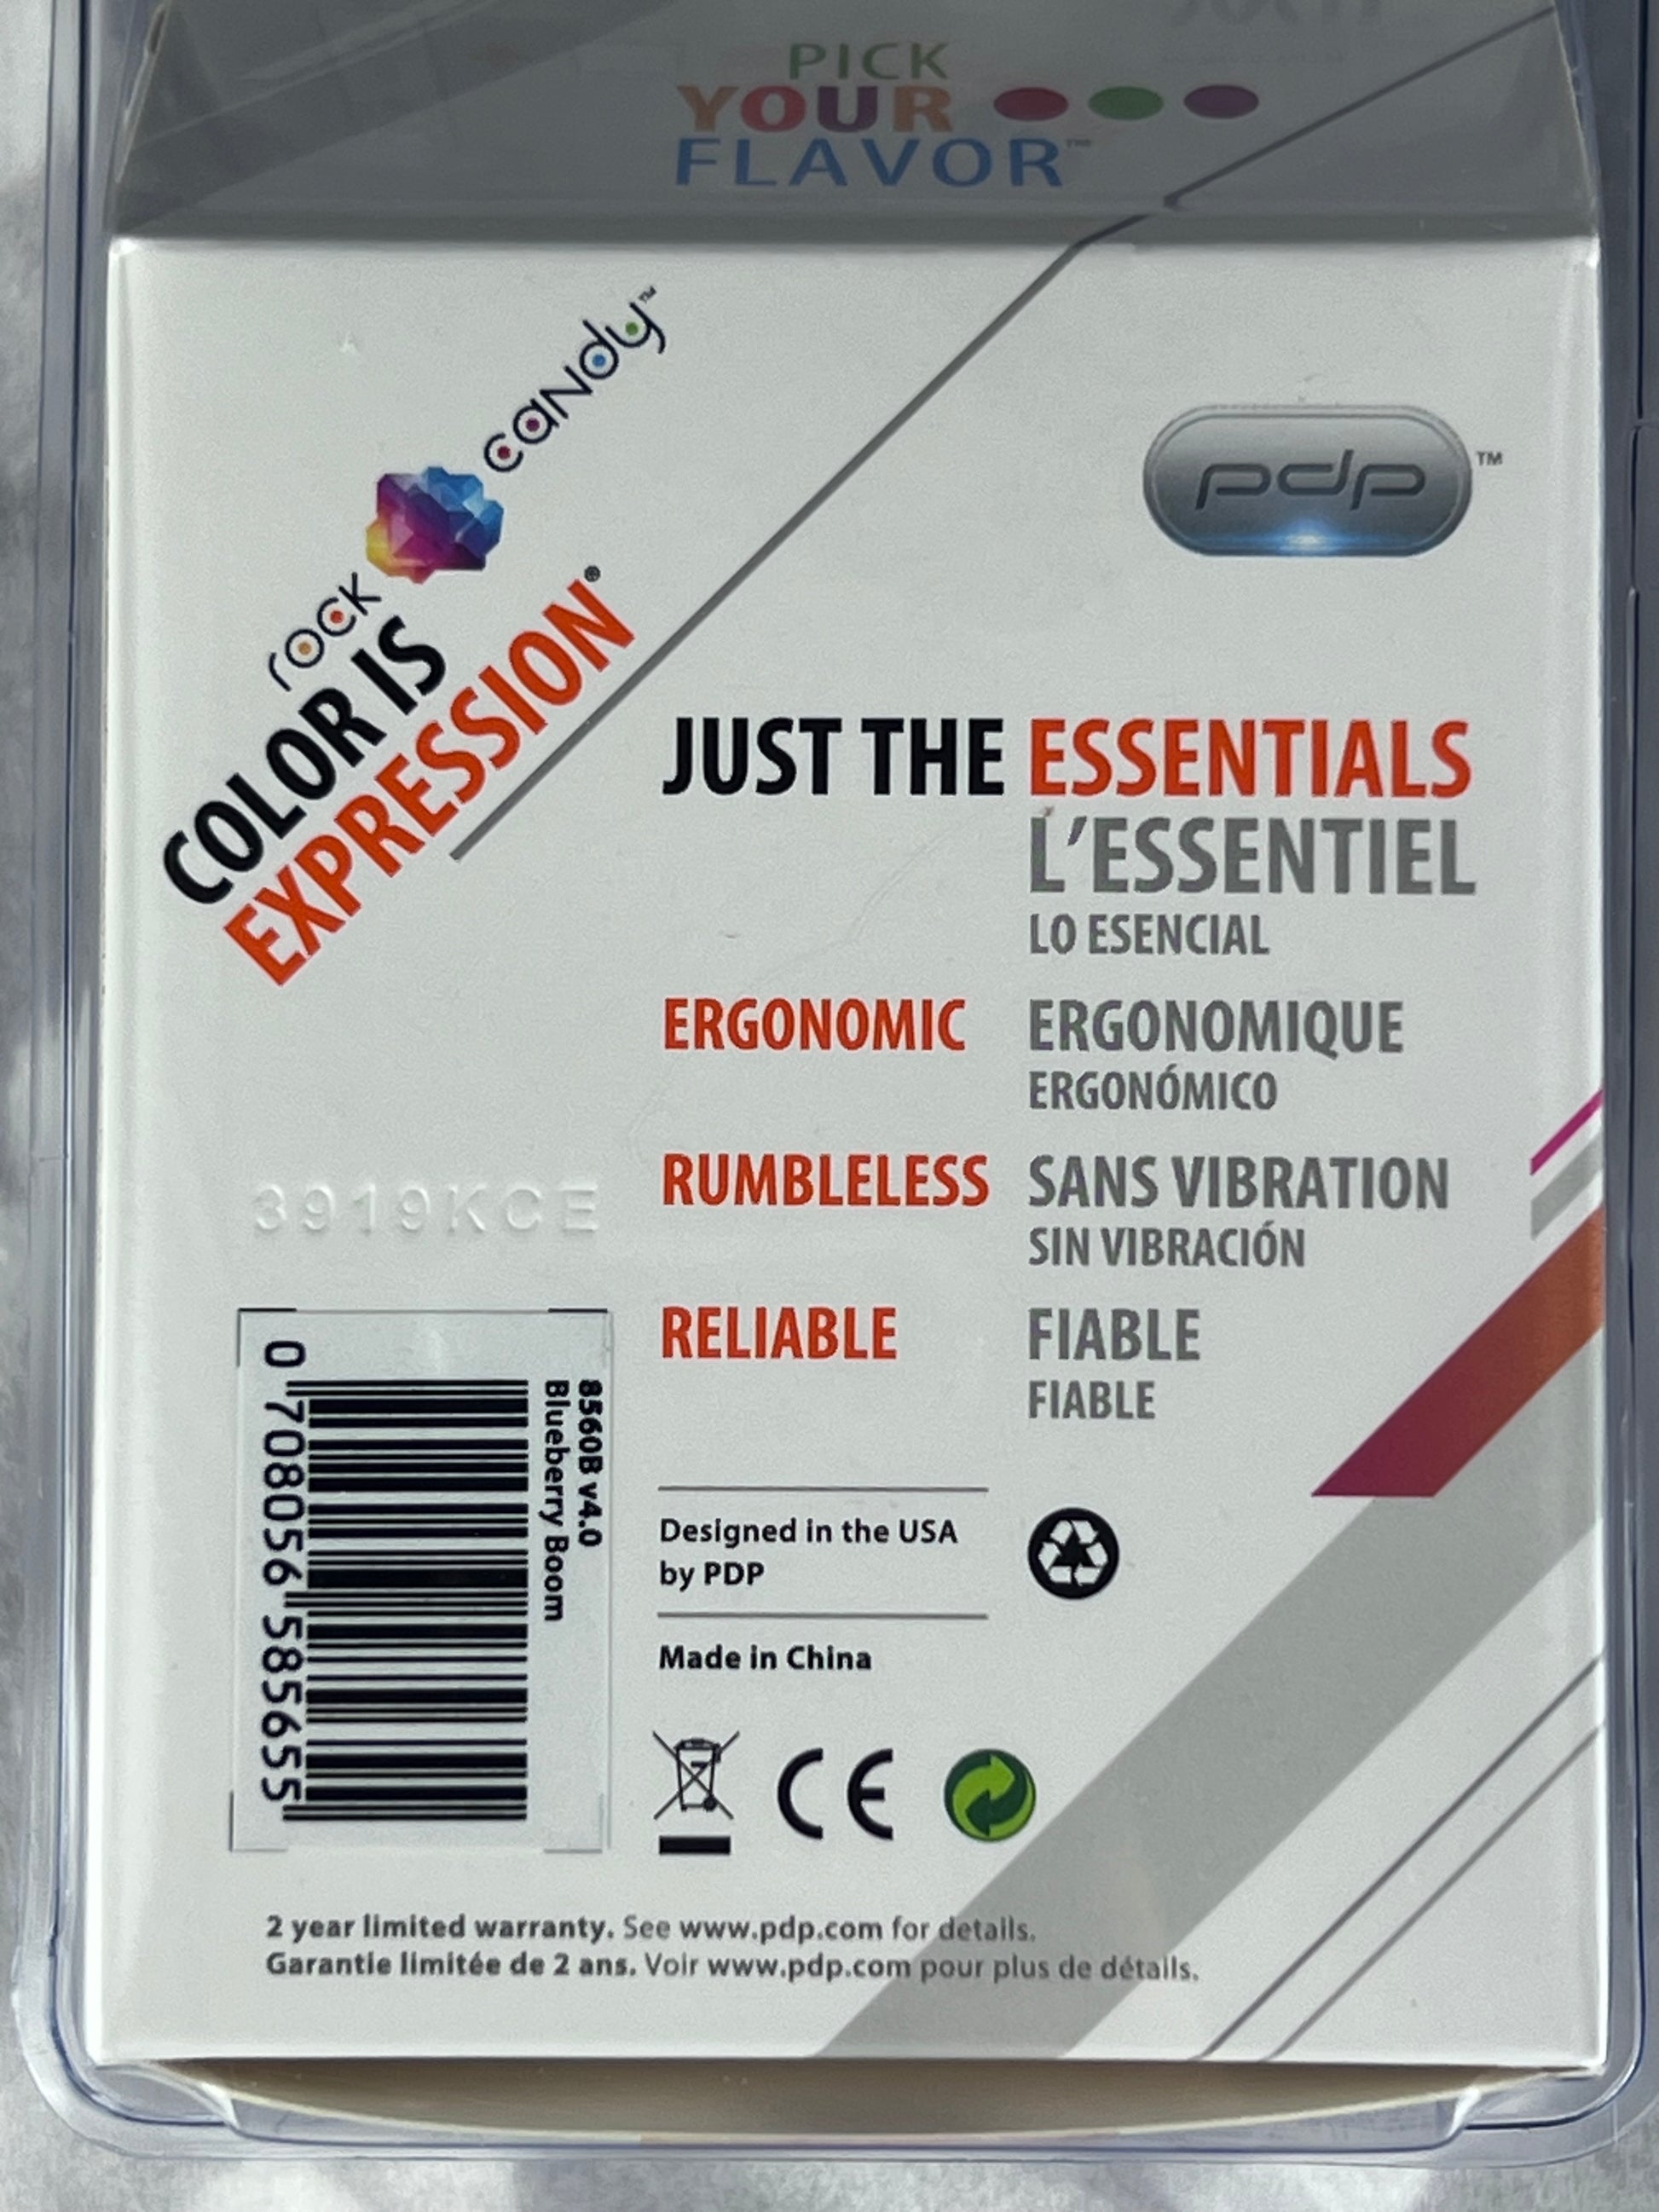 PICK
YOUR
FLAVOR™
rock candy™
COLOR IS
EXPRESSION®
pdp™
JUST THE ESSENTIALS
L'ESSENTIEL
LO ESENCIAL
ERGONOMIC ERGONOMIQUE
ERGONÓMICO
RUMBLELESS SANS VIBRATION
SIN VIBRACIÓN
RELIABLE FIABLE
FIABLE
3919KCE
8560B v4.0
Blueberry Boom
0 708056 585655
Designed in the USA
by PDP
Made in China
CE
2 year limited warranty. See www.pdp.com for details.
Garantie limitée de 2 ans. Voir www.pdp.com pour plus de détails.